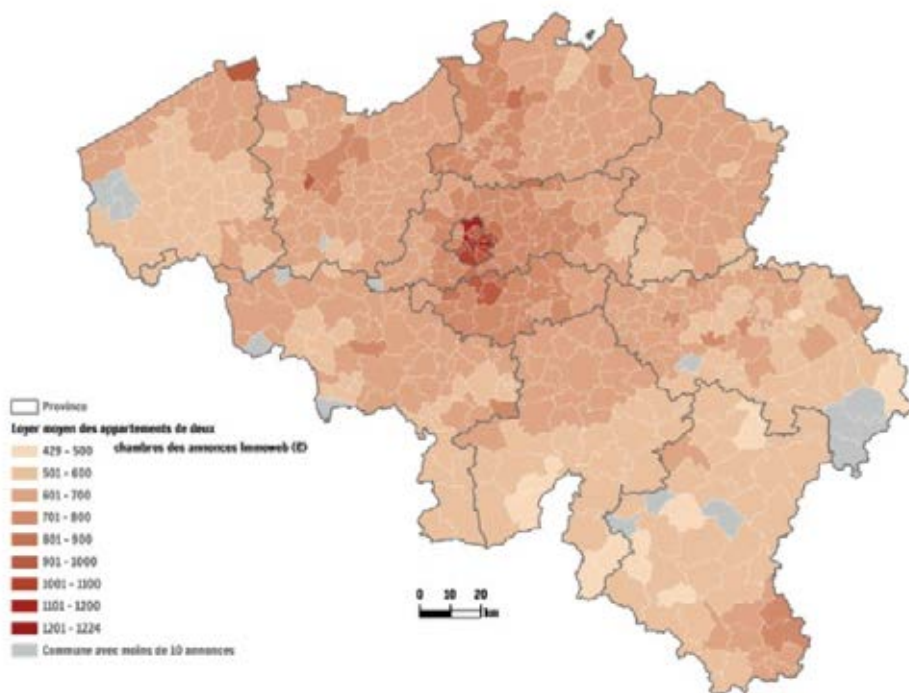 Province
Loyer moyen des appartements de deux
chambres des annonces Immoweb (€)
429 - 500
501 - 600
601 - 700
701 - 800
801 - 900
901 - 1000
1001 - 1100
1101 - 1200
1201 - 1224
Commune avec moins de 10 annonces
0 10 20
km